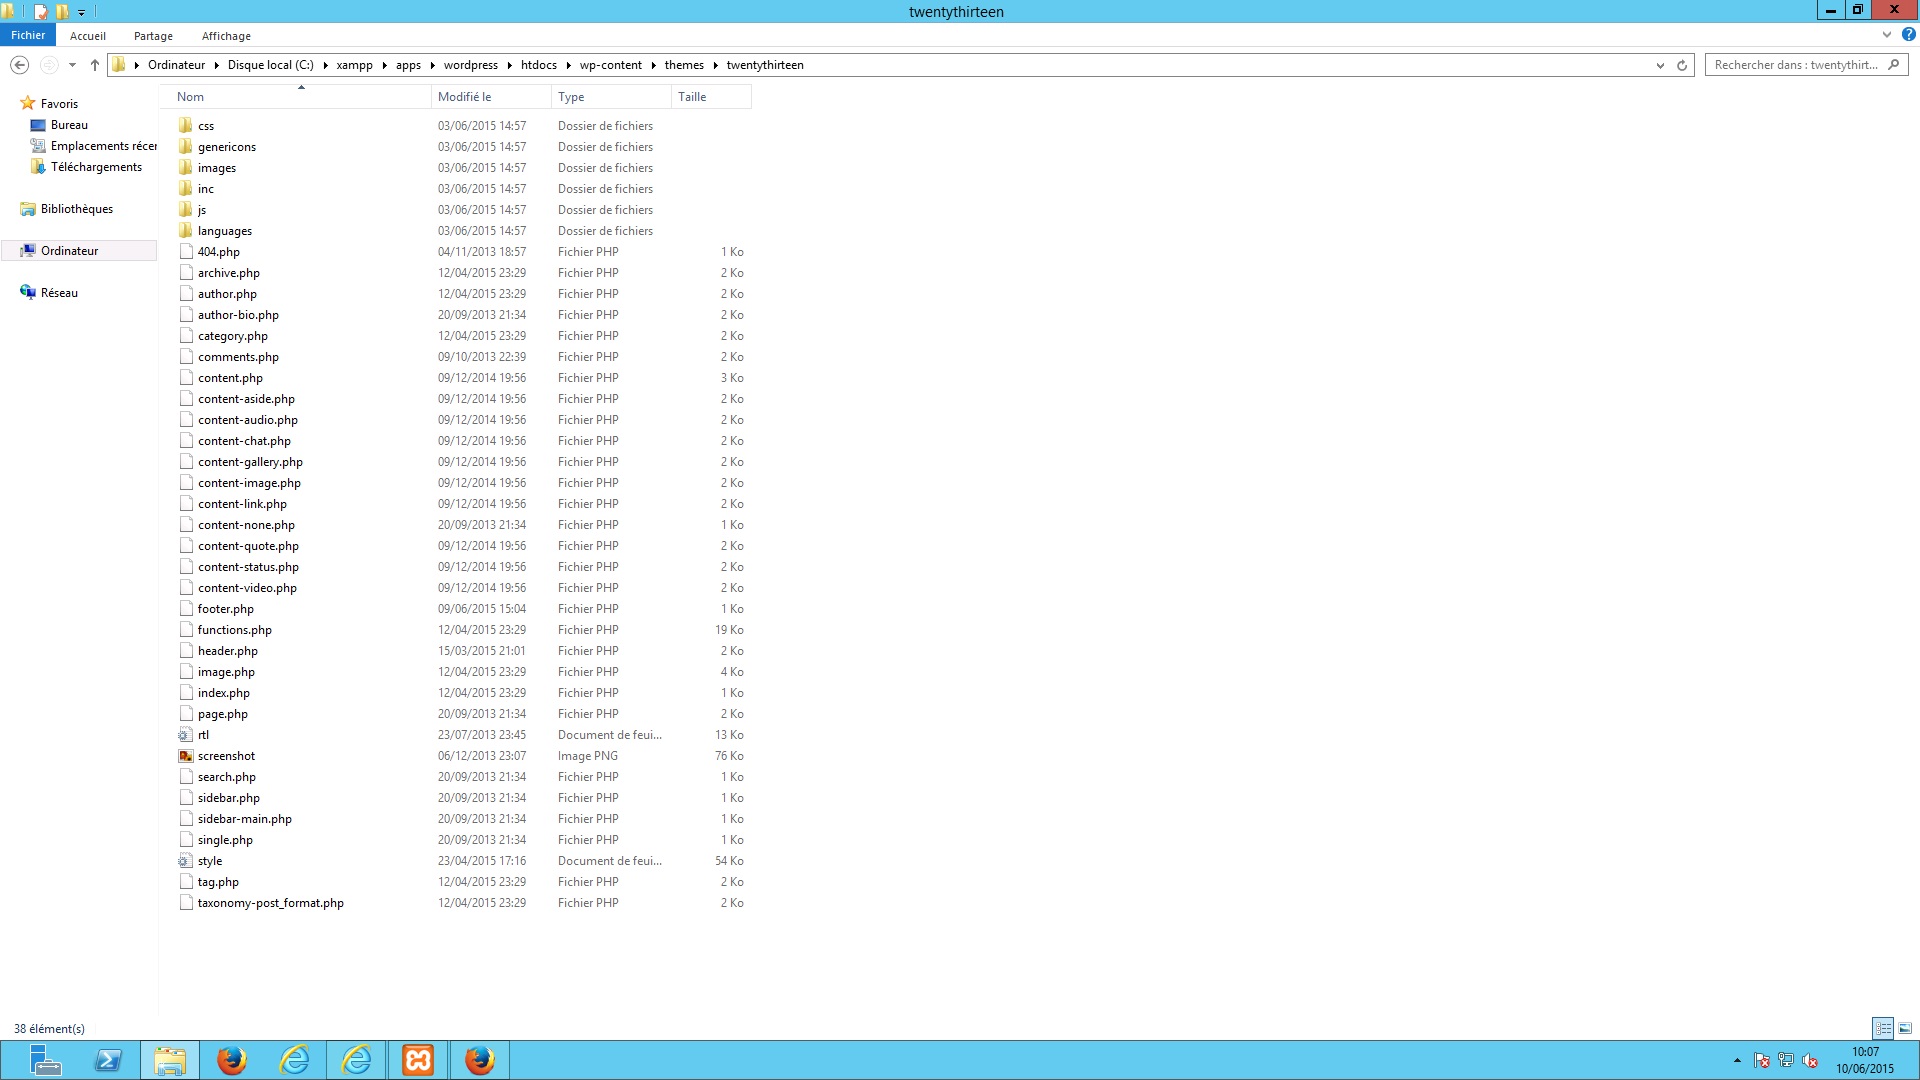 twentythirteen
Fichier Accueil Partage Affichage
Ordinateur Disque local (C:) xampp apps wordpress htdocs wp-content themes twentythirteen
Rechercher dans : twentythirt...
Favoris
Bureau
Emplacements récer
Téléchargements
Bibliothèques
Ordinateur
Réseau
Nom Modifié le Type Taille
css 03/06/2015 14:57 Dossier de fichiers
genericons 03/06/2015 14:57 Dossier de fichiers
images 03/06/2015 14:57 Dossier de fichiers
inc 03/06/2015 14:57 Dossier de fichiers
js 03/06/2015 14:57 Dossier de fichiers
languages 03/06/2015 14:57 Dossier de fichiers
404.php 04/11/2013 18:57 Fichier PHP 1 Ko
archive.php 12/04/2015 23:29 Fichier PHP 2 Ko
author.php 12/04/2015 23:29 Fichier PHP 2 Ko
author-bio.php 20/09/2013 21:34 Fichier PHP 2 Ko
category.php 12/04/2015 23:29 Fichier PHP 2 Ko
comments.php 09/10/2013 22:39 Fichier PHP 2 Ko
content.php 09/12/2014 19:56 Fichier PHP 3 Ko
content-aside.php 09/12/2014 19:56 Fichier PHP 2 Ko
content-audio.php 09/12/2014 19:56 Fichier PHP 2 Ko
content-chat.php 09/12/2014 19:56 Fichier PHP 2 Ko
content-gallery.php 09/12/2014 19:56 Fichier PHP 2 Ko
content-image.php 09/12/2014 19:56 Fichier PHP 2 Ko
content-link.php 09/12/2014 19:56 Fichier PHP 2 Ko
content-none.php 20/09/2013 21:34 Fichier PHP 1 Ko
content-quote.php 09/12/2014 19:56 Fichier PHP 2 Ko
content-status.php 09/12/2014 19:56 Fichier PHP 2 Ko
content-video.php 09/12/2014 19:56 Fichier PHP 2 Ko
footer.php 09/06/2015 15:04 Fichier PHP 1 Ko
functions.php 12/04/2015 23:29 Fichier PHP 19 Ko
header.php 15/03/2015 21:01 Fichier PHP 2 Ko
image.php 12/04/2015 23:29 Fichier PHP 4 Ko
index.php 12/04/2015 23:29 Fichier PHP 1 Ko
page.php 20/09/2013 21:34 Fichier PHP 2 Ko
rtl 23/07/2013 23:45 Document de feui... 13 Ko
screenshot 06/12/2013 23:07 Image PNG 76 Ko
search.php 20/09/2013 21:34 Fichier PHP 1 Ko
sidebar.php 20/09/2013 21:34 Fichier PHP 1 Ko
sidebar-main.php 20/09/2013 21:34 Fichier PHP 1 Ko
single.php 20/09/2013 21:34 Fichier PHP 1 Ko
style 23/04/2015 17:16 Document de feui... 54 Ko
tag.php 12/04/2015 23:29 Fichier PHP 2 Ko
taxonomy-post_format.php 12/04/2015 23:29 Fichier PHP 2 Ko
38 élément(s)
10:07
10/06/2015